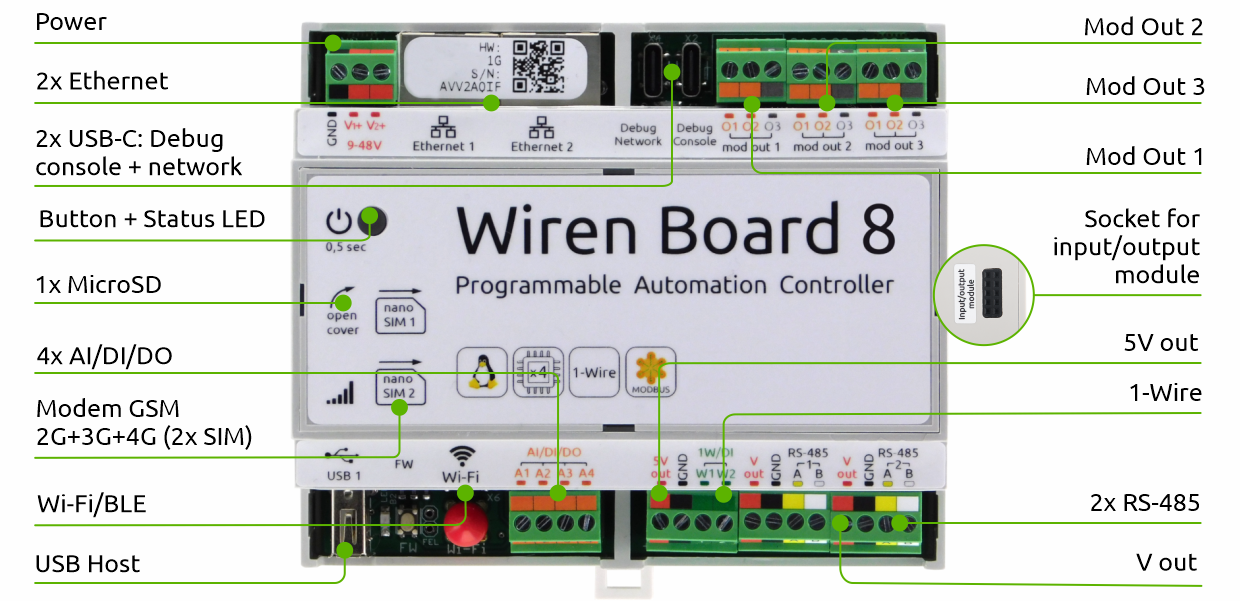 Power
2x Ethernet
2x USB-C: Debug
console + network
Button + Status LED
1x MicroSD
4x AI/DI/DO
Modem GSM
2G+3G+4G (2x SIM)
Wi-Fi/BLE
USB Host
HW:
1G
S/N:
AVV2AQIF
X2
GND V1+ V2+
9-48V
Ethernet 1
Ethernet 2
Debug
Network
Debug
Console
O1 O2 O3
mod out 1
O1 O2 O3
mod out 2
O1 O2 O3
mod out 3
0,5 sec
Wiren Board 8
Programmable Automation Controller
open
cover
nano
SIM 1
nano
SIM 2
x4
1-Wire
MODBUS
USB 1
FW
Wi-Fi
AI/DI/DO
A1 A2 A3 A4
5V
out
GND
1W/DI
W1 W2
V
out
GND
RS-485
1
A B
V
out
GND
RS-485
2
A B
FW
FEL
Wi-Fi
X6
Mod Out 2
Mod Out 3
Mod Out 1
Socket for
input/output
module
Input/output
module
5V out
1-Wire
2x RS-485
V out